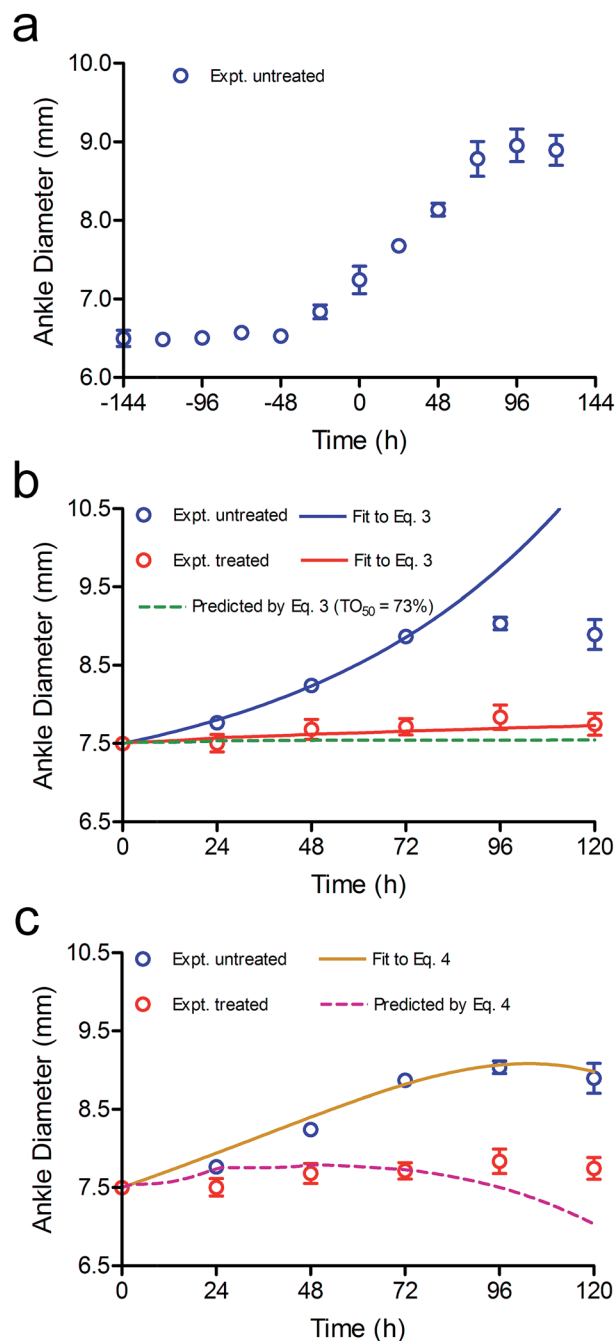 a
10.0
Expt. untreated
9.0
8.0
7.0
6.0
Ankle Diameter (mm)
-144 -96 -48 0 48 96 144
Time (h)
b
10.5
Expt. untreated Fit to Eq. 3
Expt. treated Fit to Eq. 3
9.5
Predicted by Eq. 3 (TO50 = 73%)
8.5
7.5
6.5
Ankle Diameter (mm)
0 24 48 72 96 120
Time (h)
c
10.5
Expt. untreated Fit to Eq. 4
Expt. treated Predicted by Eq. 4
9.5
8.5
7.5
6.5
Ankle Diameter (mm)
0 24 48 72 96 120
Time (h)